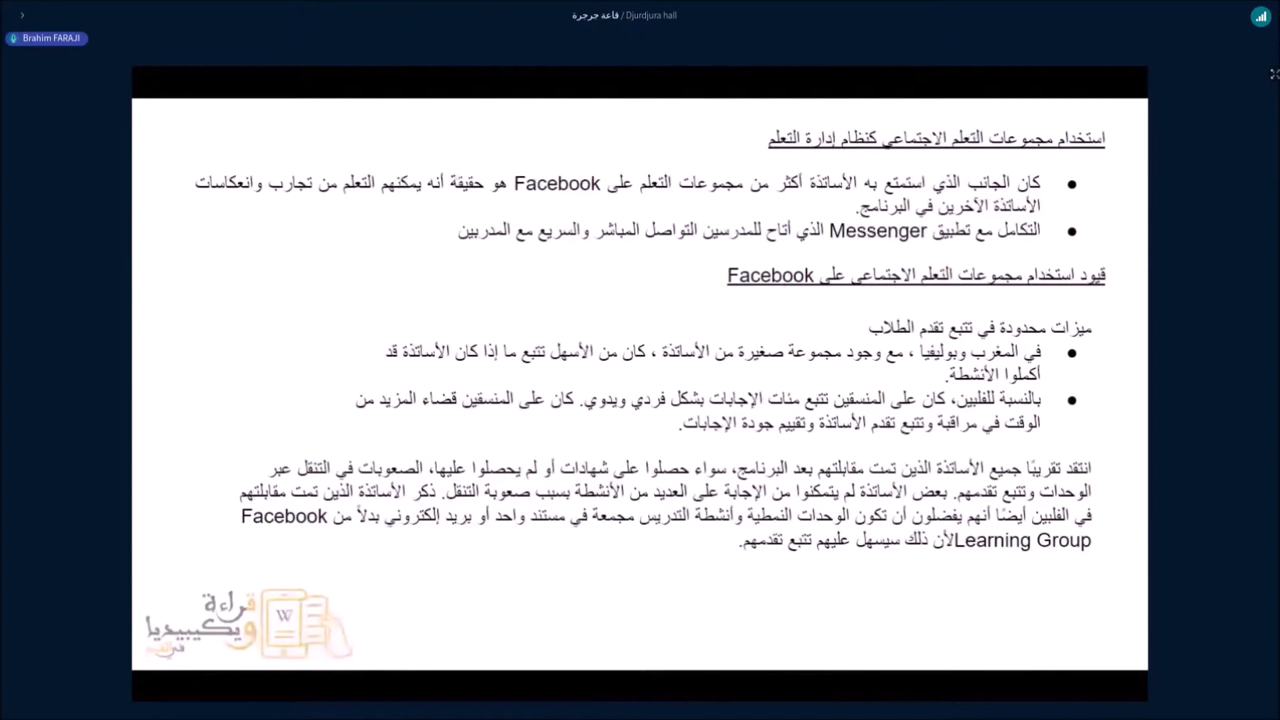 قاعة جرجرة / Djurdjura hall
Brahim FARAJI
استخدام مجموعات التعلم الاجتماعي كنظام إدارة التعلم
● كان الجانب الذي استمتع به الأساتذة أكثر من مجموعات التعلم على Facebook هو حقيقة أنه يمكنهم التعلم من تجارب وانعكاسات
الأساتذة الآخرين في البرنامج.
● التكامل مع تطبيق Messenger الذي أتاح للمدرسين التواصل المباشر والسريع مع المدربين
قيود استخدام مجموعات التعلم الاجتماعي على Facebook
ميزات محدودة في تتبع تقدم الطلاب
● في المغرب وبوليفيا ، مع وجود مجموعة صغيرة من الأساتذة ، كان من الأسهل تتبع ما إذا كان الأساتذة قد
أكملوا الأنشطة.
● بالنسبة للفلبين، كان على المنسقين تتبع مئات الإجابات بشكل فردي ويدوي. كان على المنسقين قضاء المزيد من
الوقت في مراقبة وتتبع تقدم الأساتذة وتقييم جودة الإجابات.
انتقد تقريبًا جميع الأساتذة الذين تمت مقابلتهم بعد البرنامج، سواء حصلوا على شهادات أو لم يحصلوا عليها، الصعوبات في التنقل عبر
الوحدات وتتبع تقدمهم. بعض الأساتذة لم يتمكنوا من الإجابة على العديد من الأنشطة بسبب صعوبة التنقل. ذكر الأساتذة الذين تمت مقابلتهم
في الفلبين أيضًا أنهم يفضلون أن تكون الوحدات النمطية وأنشطة التدريس مجمعة في مستند واحد أو بريد إلكتروني بدلاً من Facebook
Learning Group لأن ذلك سيسهل عليهم تتبع تقدمهم.
قراءة
ويكيبيديا
في
W